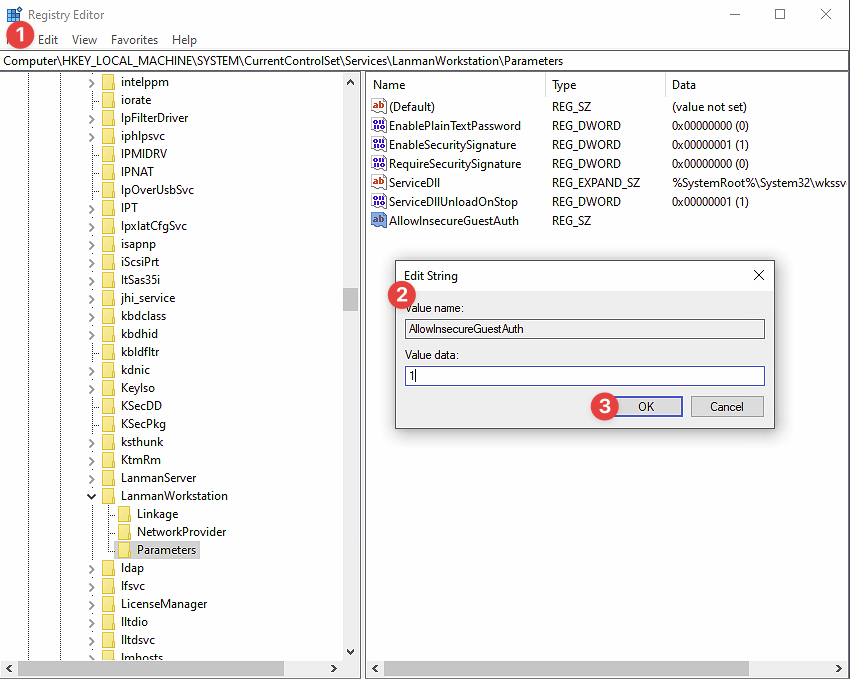 Registry Editor
1
Edit View Favorites Help
Computer\HKEY_LOCAL_MACHINE\SYSTEM\CurrentControlSet\Services\LanmanWorkstation\Parameters
intelppm
iorate
IpFilterDriver
iphlpsvc
IPMIDRV
IPNAT
IpOverUsbSvc
IPT
IpxlatCfgSvc
isapnp
iScsiPrt
ItSas35i
jhi_service
kbdclass
kbdhid
kbldfltr
kdnic
KeyIso
KSecDD
KSecPkg
ksthunk
KtmRm
LanmanServer
LanmanWorkstation
Linkage
NetworkProvider
Parameters
ldap
lfsvc
LicenseManager
lltdio
lltdsvc
lmhosts
Name Type Data
ab (Default) REG_SZ (value not set)
EnablePlainTextPassword REG_DWORD 0x00000000 (0)
EnableSecuritySignature REG_DWORD 0x00000001 (1)
RequireSecuritySignature REG_DWORD 0x00000000 (0)
ab ServiceDll REG_EXPAND_SZ %SystemRoot%\System32\wkssv
ServiceDllUnloadOnStop REG_DWORD 0x00000001 (1)
ab AllowInsecureGuestAuth REG_SZ
Edit String
2
Value name:
AllowInsecureGuestAuth
Value data:
1
3 OK Cancel